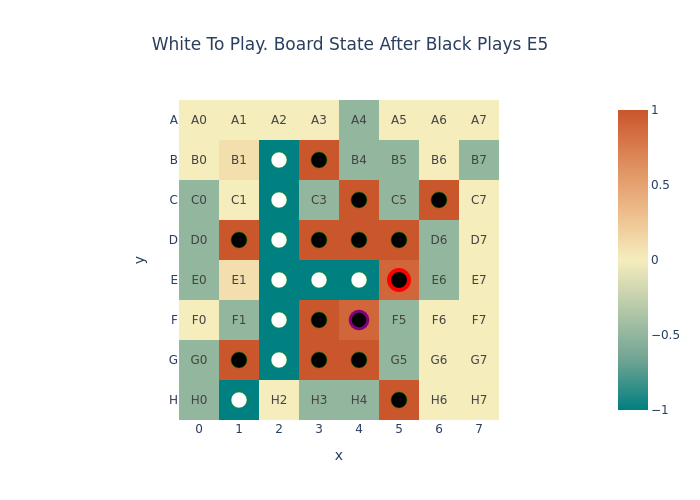 White To Play. Board State After Black Plays E5
A A0 A1 A2 A3 A4 A5 A6 A7
B B0 B1 B4 B5 B6 B7
C C0 C1 C3 C5 C7
D D0 D6 D7
E E0 E1 E6 E7
F F0 F1 F5 F6 F7
G G0 G5 G6 G7
H H0 H2 H3 H4 H6 H7
0 1 2 3 4 5 6 7
x
y
1
0.5
0
−0.5
−1